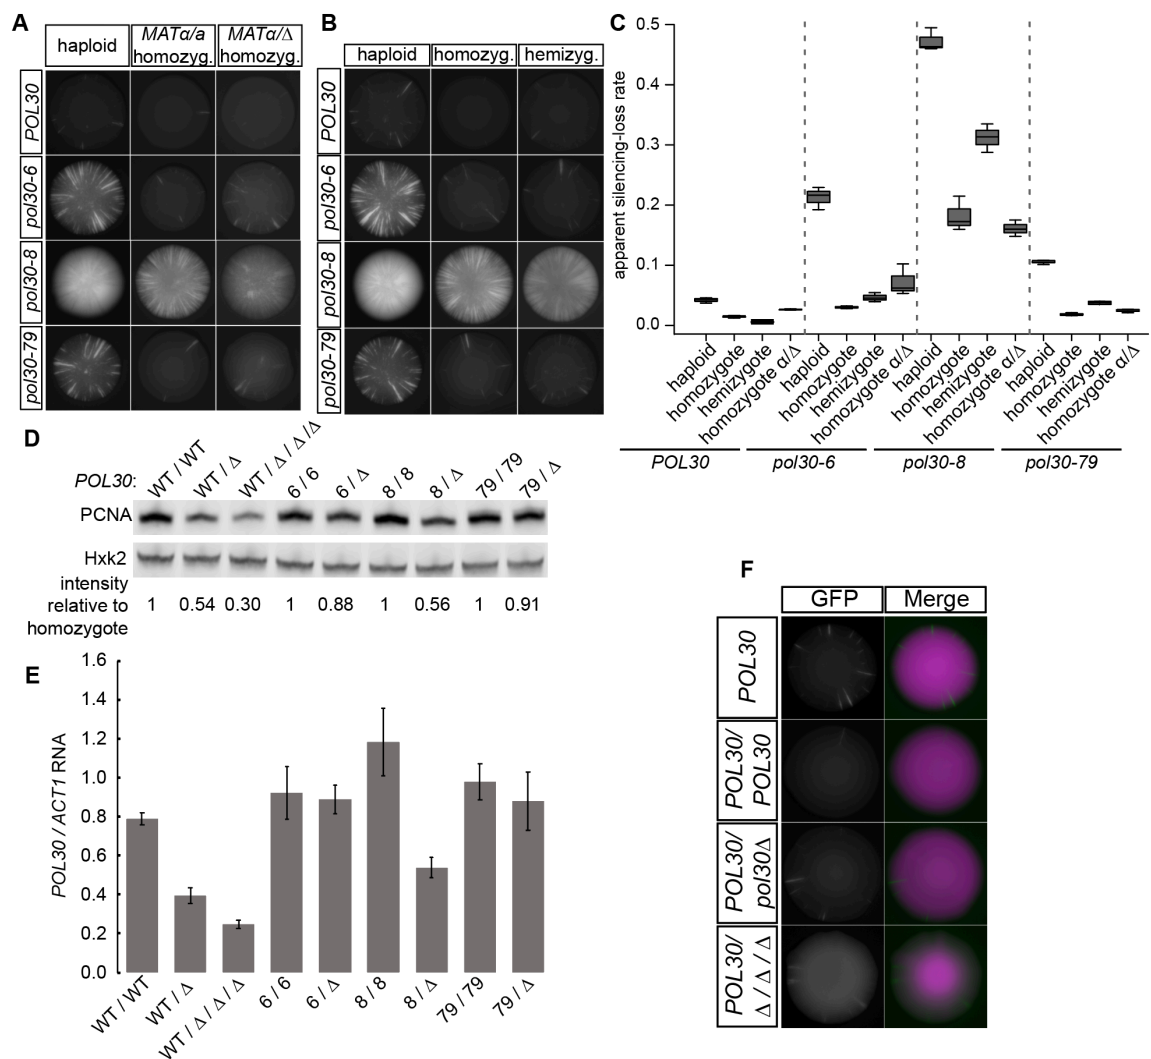 A
haploid
MATα/a
homozyg.
MATα/Δ
homozyg.
POL30
pol30-6
pol30-8
pol30-79
B
haploid
homozyg.
hemizyg.
POL30
pol30-6
pol30-8
pol30-79
C
apparent silencing-loss rate
0.5
0.4
0.3
0.2
0.1
0.0
haploid
homozygote
hemizygote
homozygote α/Δ
haploid
homozygote
hemizygote
homozygote α/Δ
haploid
homozygote
hemizygote
homozygote α/Δ
haploid
homozygote
hemizygote
homozygote α/Δ
POL30
pol30-6
pol30-8
pol30-79
D
POL30:
WT / WT
WT / Δ
WT / Δ / Δ / Δ
6 / 6
6 / Δ
8 / 8
8 / Δ
79 / 79
79 / Δ
PCNA
Hxk2
intensity
relative to
homozygote
1 0.54 0.30 1 0.88 1 0.56 1 0.91
E
POL30 / ACT1 RNA
1.6
1.4
1.2
1.0
0.8
0.6
0.4
0.2
0.0
WT / WT
WT / Δ
WT / Δ / Δ / Δ
6 / 6
6 / Δ
8 / 8
8 / Δ
79 / 79
79 / Δ
F
GFP
Merge
POL30
POL30/
POL30
POL30/
pol30Δ
POL30/
Δ / Δ / Δ